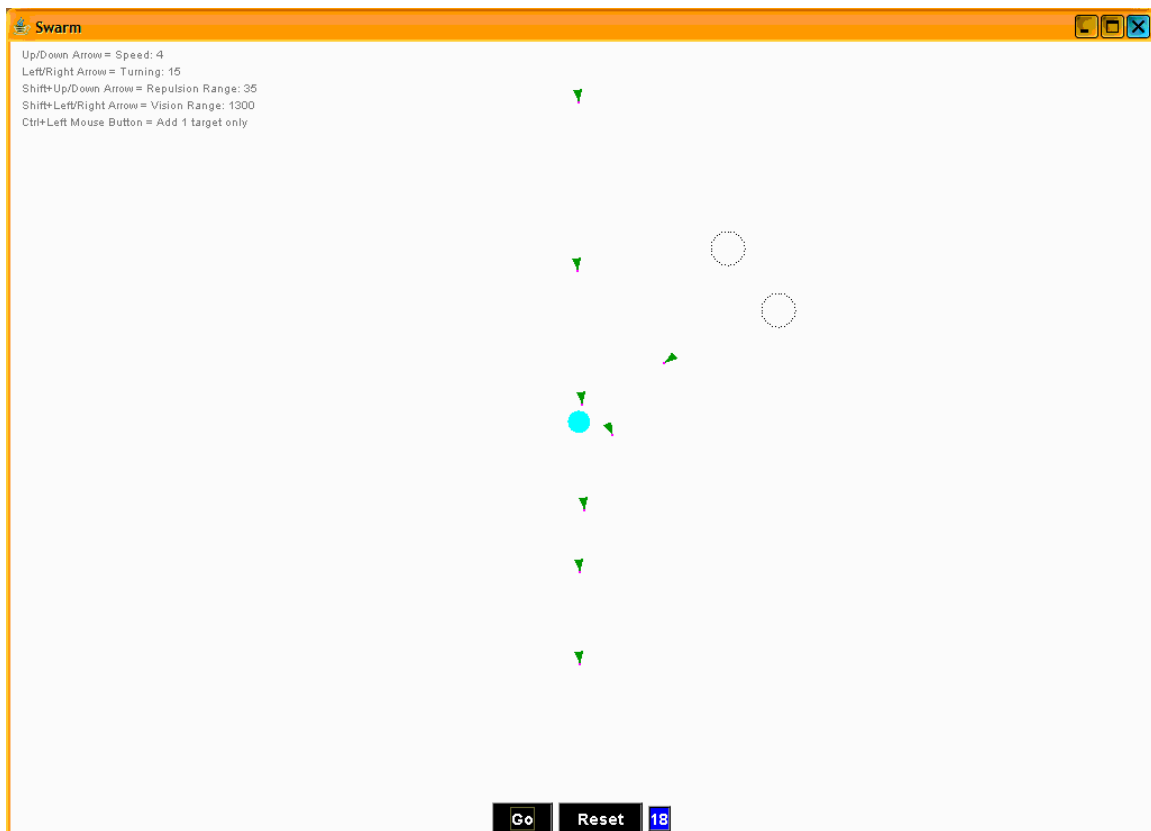 Swarm
Up/Down Arrow = Speed: 4
Left/Right Arrow = Turning: 15
Shift+Up/Down Arrow = Repulsion Range: 35
Shift+Left/Right Arrow = Vision Range: 1300
Ctrl+Left Mouse Button = Add 1 target only
Go Reset 18